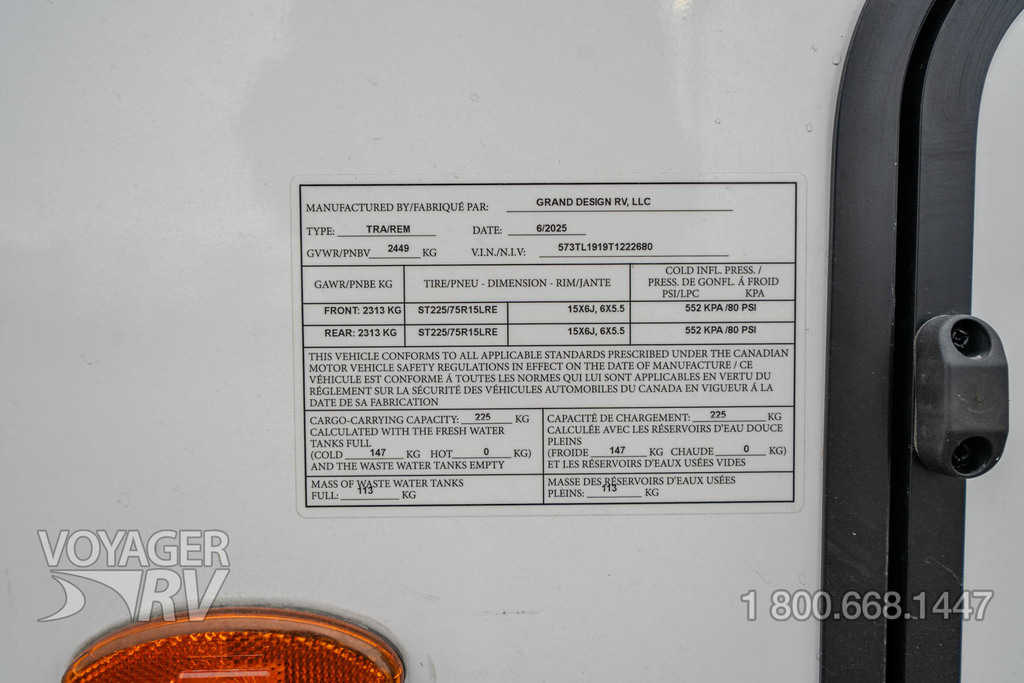 MANUFACTURED BY/FABRIQUÉ PAR: GRAND DESIGN RV, LLC
TYPE: TRA/REM DATE: 6/2025
GVWR/PNBV 2449 KG V.I.N./N.I.V: 573TL1919T1222680
GAWR/PNBE KG TIRE/PNEU - DIMENSION - RIM/JANTE COLD INFL. PRESS. /
PRESS. DE GONFL. Á FROID
PSI/LPC KPA
FRONT: 2313 KG ST225/75R15LRE 15X6J, 6X5.5 552 KPA /80 PSI
REAR: 2313 KG ST225/75R15LRE 15X6J, 6X5.5 552 KPA /80 PSI
THIS VEHICLE CONFORMS TO ALL APPLICABLE STANDARDS PRESCRIBED UNDER THE CANADIAN
MOTOR VEHICLE SAFETY REGULATIONS IN EFFECT ON THE DATE OF MANUFACTURE / CE
VÉHICULE EST CONFORME Á TOUTES LES NORMES QUI LUI SONT APPLICABLES EN VERTU DU
RÉGLEMENT SUR LA SÉCURITÉ DES VÉHICULES AUTOMOBILES DU CANADA EN VIGUEUR Á LA
DATE DE SA FABRICATION
CARGO-CARRYING CAPACITY: 225 KG
CALCULATED WITH THE FRESH WATER
TANKS FULL
(COLD 147 KG HOT 0 KG)
AND THE WASTE WATER TANKS EMPTY
CAPACITÉ DE CHARGEMENT: 225 KG
CALCULÉE AVEC LES RÉSERVOIRS D'EAU DOUCE
PLEINS
(FROIDE 147 KG CHAUDE 0 KG)
ET LES RÉSERVOIRS D'EAUX USÉES VIDES
MASS OF WASTE WATER TANKS
FULL: 113 KG
MASSE DES RÉSERVOIRS D'EAUX USÉES
PLEINS: 113 KG
VOYAGER
RV
1 800.668.1447